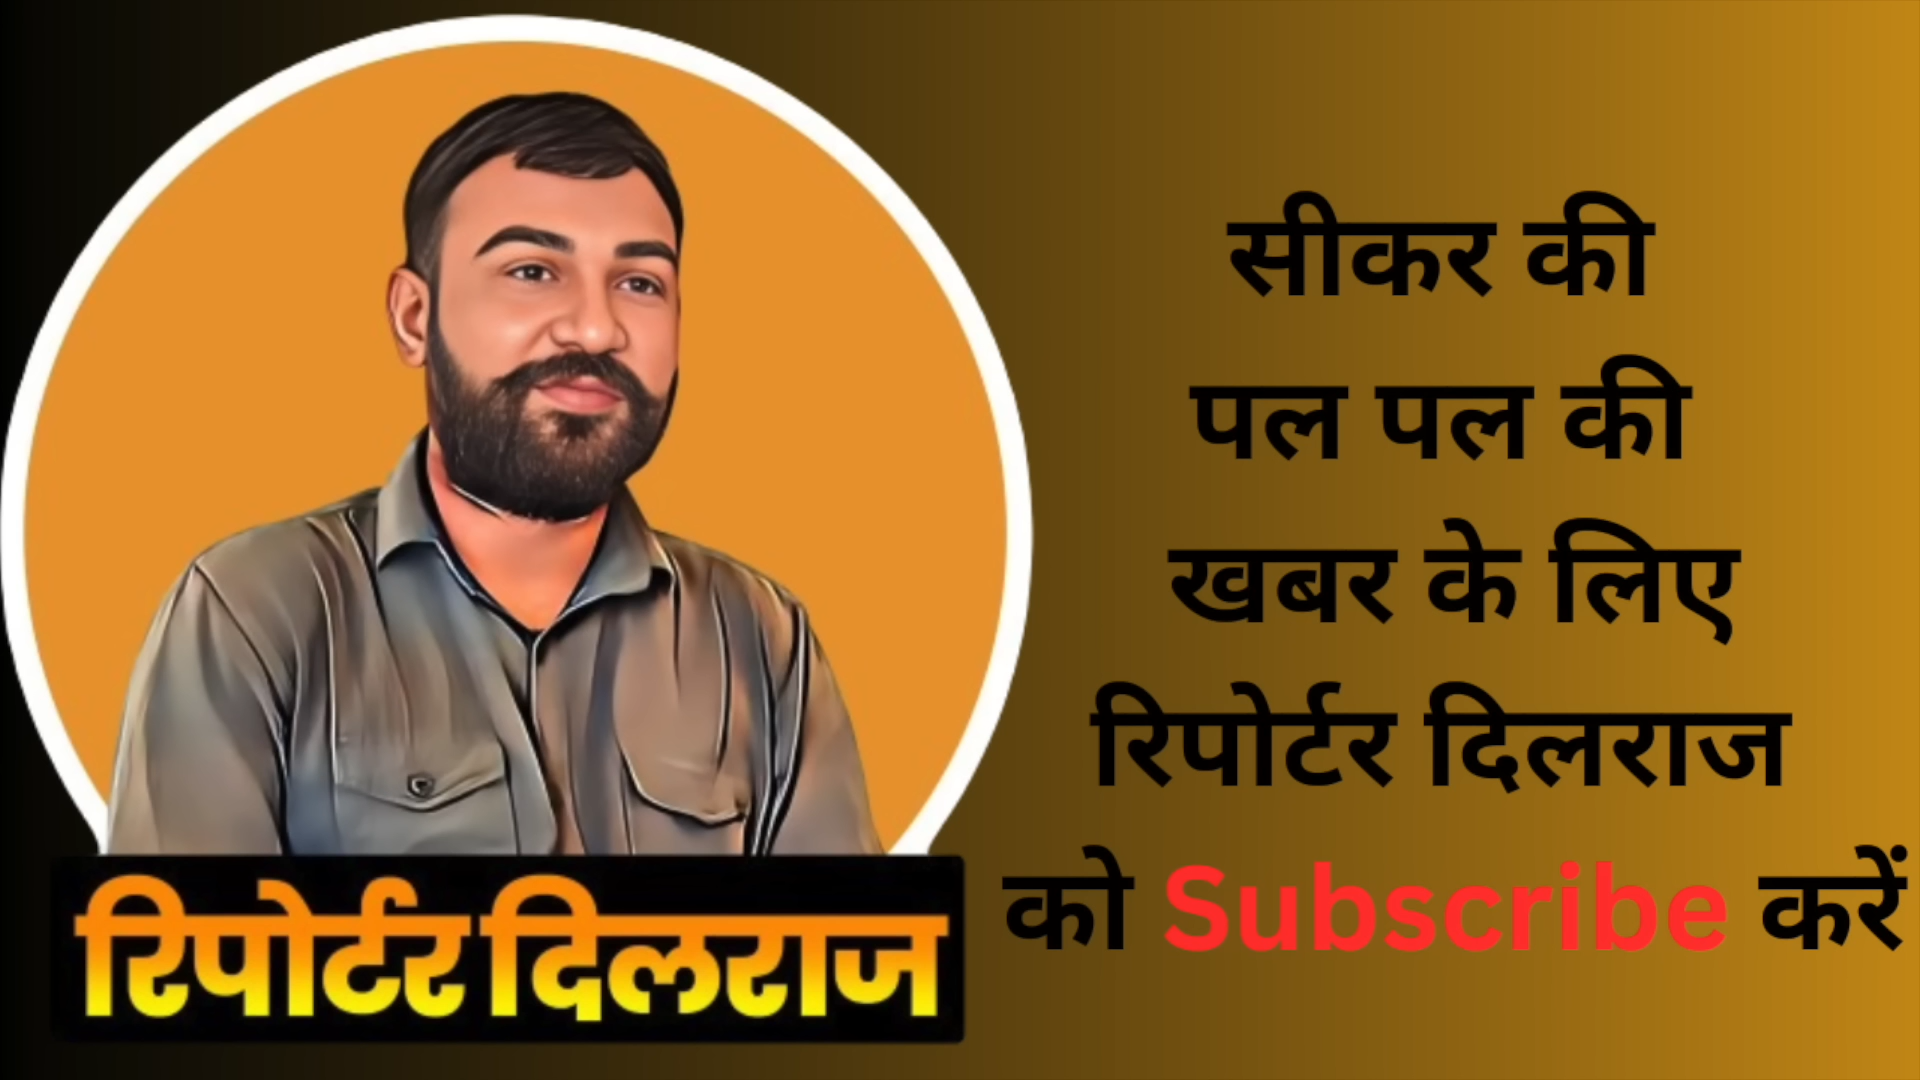 सीकर की
पल पल की
खबर के लिए
रिपोर्टर दिलराज
को Subscribe करें
रिपोर्टर दिलराज